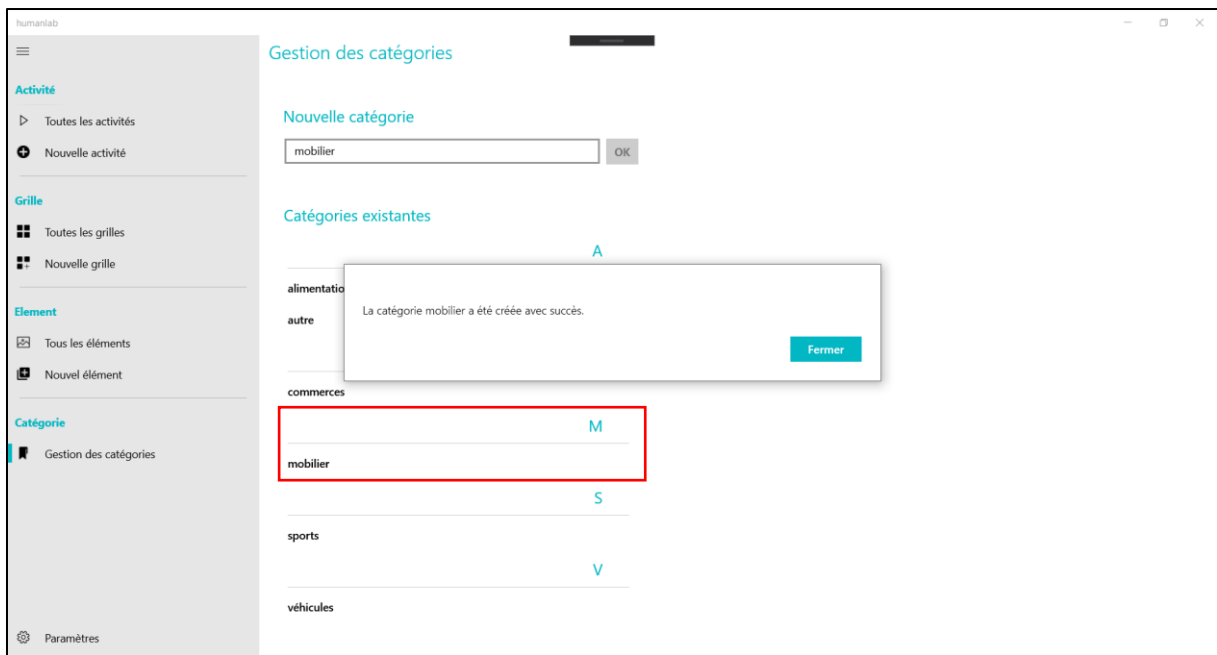 humanlab
Activité
Toutes les activités
Nouvelle activité
Grille
Toutes les grilles
Nouvelle grille
Element
Tous les éléments
Nouvel élément
Catégorie
Gestion des catégories
Paramètres
Gestion des catégories
Nouvelle catégorie
mobilier OK
Catégories existantes
A
alimentatio
autre
La catégorie mobilier a été créée avec succès.
Fermer
commerces
M
mobilier
S
sports
V
véhicules